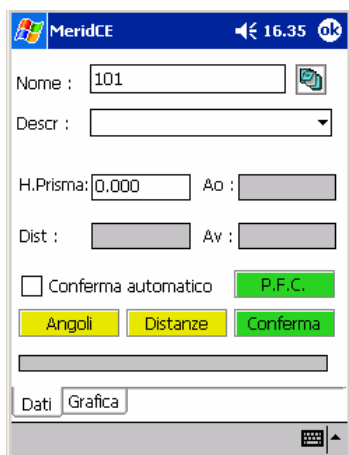 MeridCE 16.35 ok
Nome : 101
Descr :
H.Prisma: 0.000 Ao :
Dist : Av :
Conferma automatico P.F.C.
Angoli Distanze Conferma
Dati Grafica